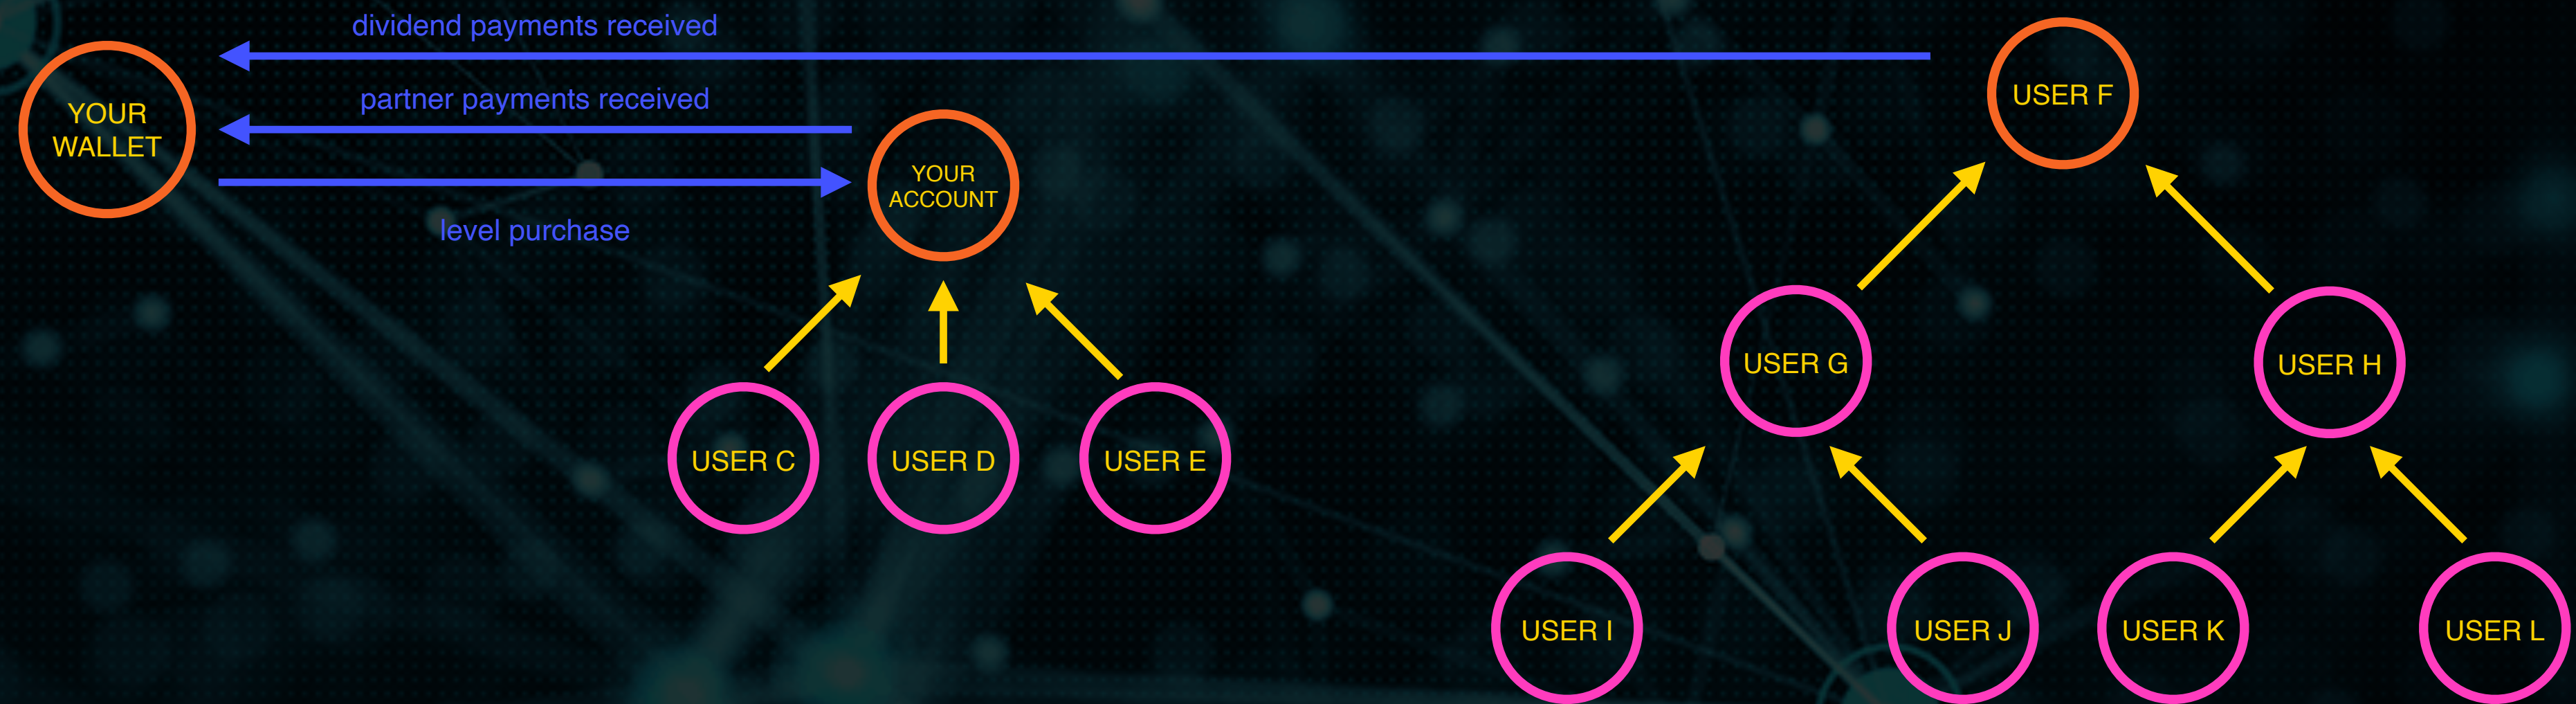 dividend payments received
partner payments received
level purchase
YOUR
WALLET
YOUR
ACCOUNT
USER C
USER D
USER E
USER F
USER G
USER H
USER I
USER J
USER K
USER L